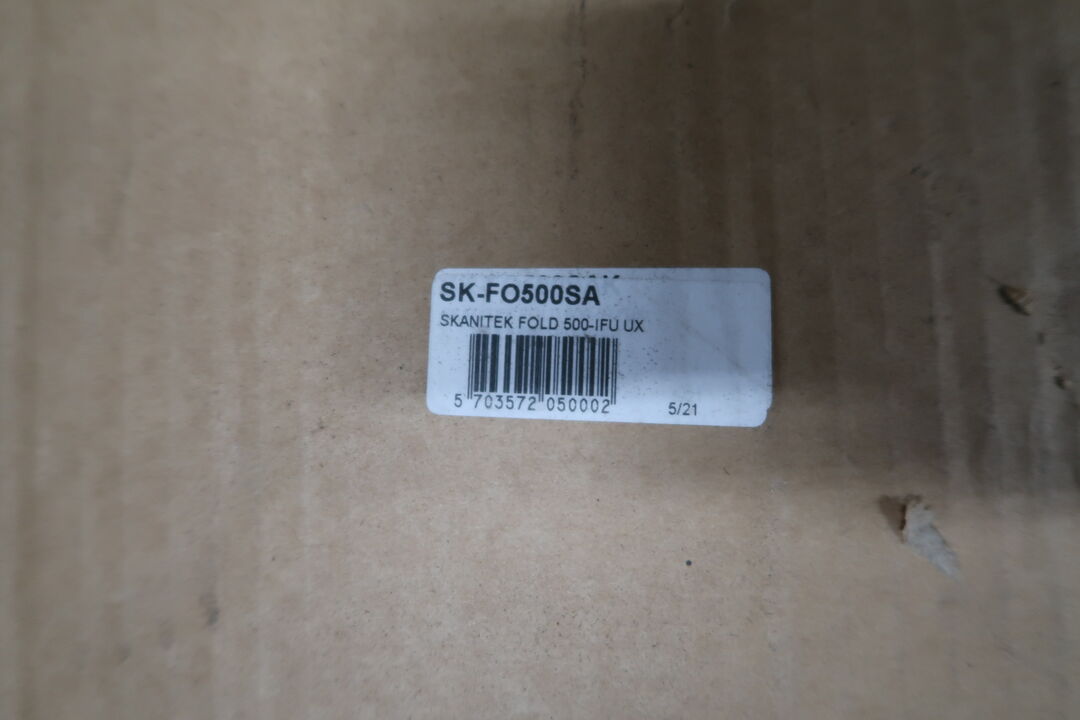 SK-FO500SA
SKANITEK FOLD 500-IFU UX
5 703572 050002
5/21